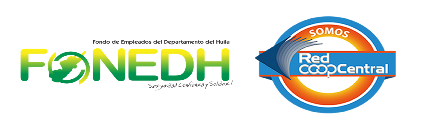 Fondo de Empleados del Departamento del Huila
FONEDH
SOMOS
Red
COOPCentral